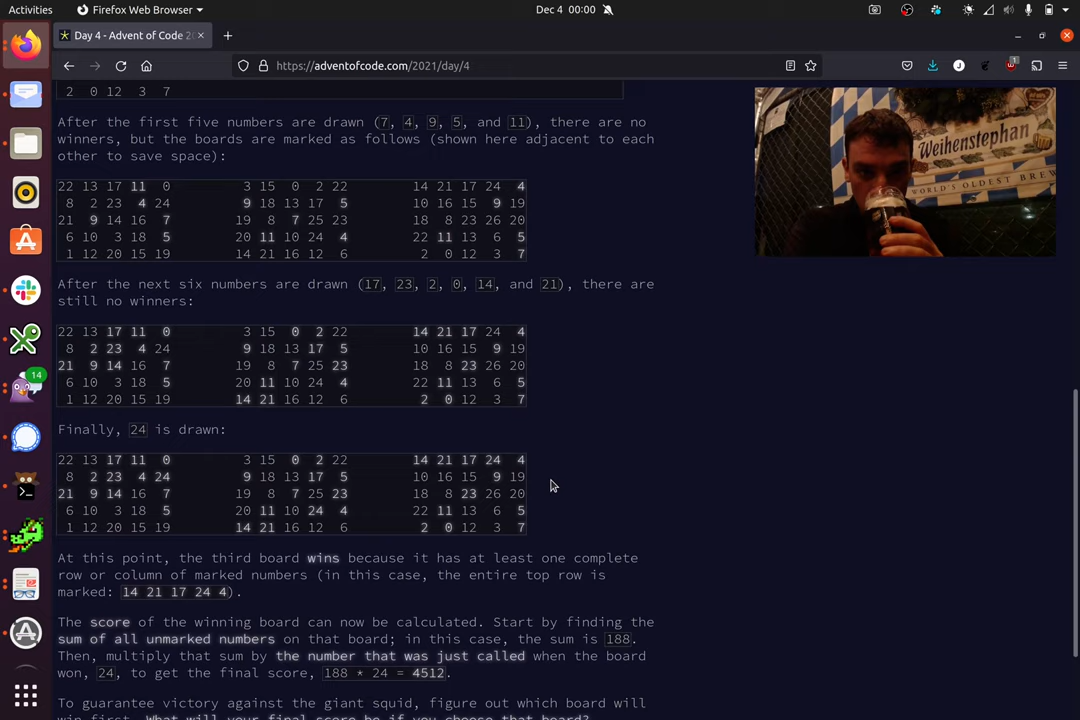 Activities
Firefox Web Browser
Dec 4 00:00
Day 4 - Advent of Code 20
https://adventofcode.com/2021/day/4
2 0 12 3 7
After the first five numbers are drawn (7, 4, 9, 5, and 11), there are no
winners, but the boards are marked as follows (shown here adjacent to each
other to save space):
22 13 17 11 0 3 15 0 2 22 14 21 17 24 4
8 2 23 4 24 9 18 13 17 5 10 16 15 9 19
21 9 14 16 7 19 8 7 25 23 18 8 23 26 20
6 10 3 18 5 20 11 10 24 4 22 11 13 6 5
1 12 20 15 19 14 21 16 12 6 2 0 12 3 7
After the next six numbers are drawn (17, 23, 2, 0, 14, and 21), there are
still no winners:
22 13 17 11 0 3 15 0 2 22 14 21 17 24 4
8 2 23 4 24 9 18 13 17 5 10 16 15 9 19
21 9 14 16 7 19 8 7 25 23 18 8 23 26 20
6 10 3 18 5 20 11 10 24 4 22 11 13 6 5
1 12 20 15 19 14 21 16 12 6 2 0 12 3 7
Finally, 24 is drawn:
22 13 17 11 0 3 15 0 2 22 14 21 17 24 4
8 2 23 4 24 9 18 13 17 5 10 16 15 9 19
21 9 14 16 7 19 8 7 25 23 18 8 23 26 20
6 10 3 18 5 20 11 10 24 4 22 11 13 6 5
1 12 20 15 19 14 21 16 12 6 2 0 12 3 7
At this point, the third board wins because it has at least one complete
row or column of marked numbers (in this case, the entire top row is
marked: 14 21 17 24 4).
The score of the winning board can now be calculated. Start by finding the
sum of all unmarked numbers on that board; in this case, the sum is 188.
Then, multiply that sum by the number that was just called when the board
won, 24, to get the final score, 188 * 24 = 4512.
To guarantee victory against the giant squid, figure out which board will
win first. What will your final score be if you choose that board?
14
J
1
Weihenstephan
WORLD'S OLDEST BREW